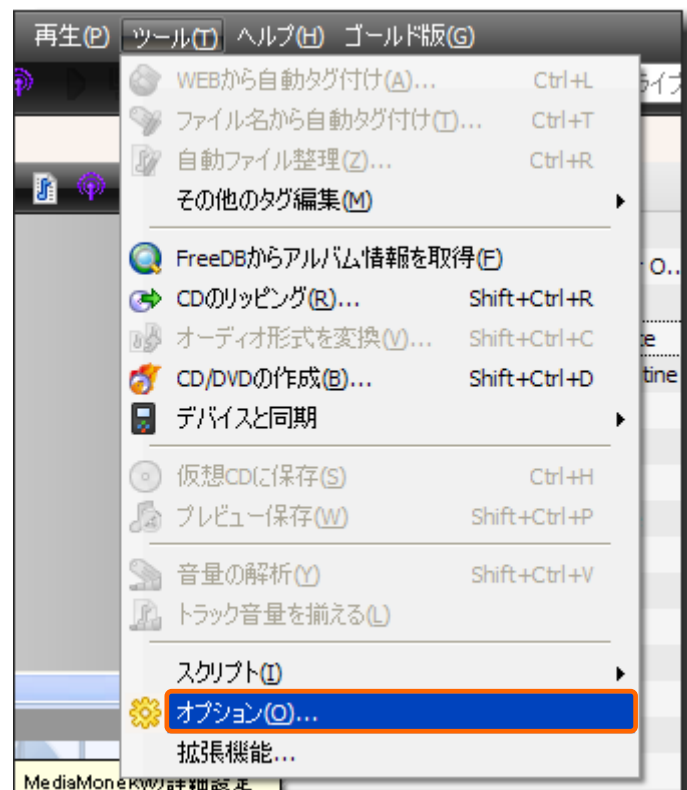 再生(P) ツール(T) ヘルプ(H) ゴールド版(G)
WEBから自動タグ付け(A)... Ctrl+L
ファイル名から自動タグ付け(T)... Ctrl+T
自動ファイル整理(Z)... Ctrl+R
その他のタグ編集(M)
FreeDBからアルバム情報を取得(F)
CDのリッピング(R)... Shift+Ctrl+R
オーディオ形式を変換(V)... Shift+Ctrl+C
CD/DVDの作成(B)... Shift+Ctrl+D
tine
デバイスと同期
仮想CDに保存(S) Ctrl+H
プレビュー保存(W) Shift+Ctrl+P
音量の解析(Y) Shift+Ctrl+V
トラック音量を揃える(L)
スクリプト(I)
オプション(O)...
拡張機能...